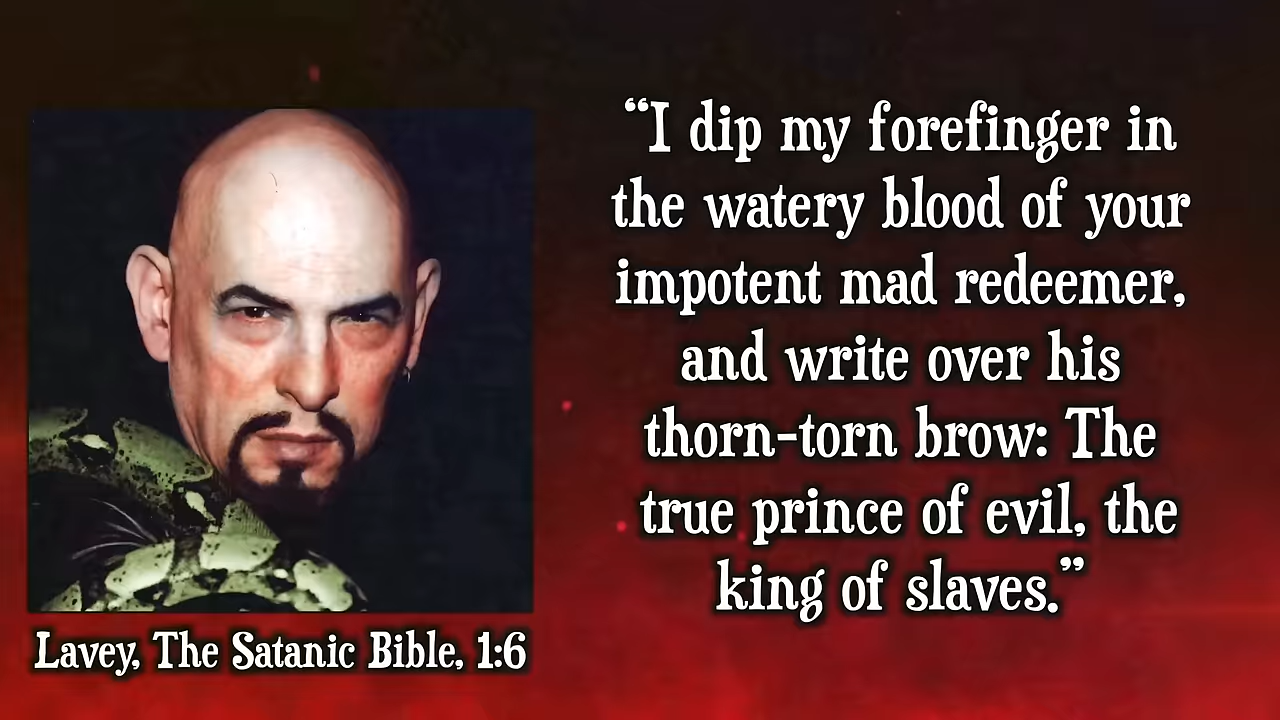 “I dip my forefinger in
the watery blood of your
impotent mad redeemer,
and write over his
thorn-torn brow: The
true prince of evil, the
king of slaves.”
Lavey, The Satanic Bible, 1:6